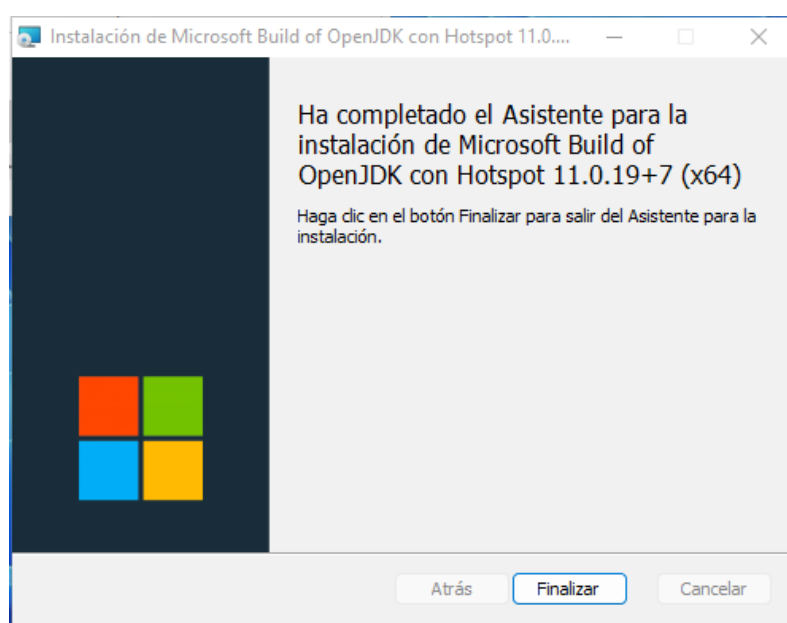 Instalación de Microsoft Build of OpenJDK con Hotspot 11.0....
Ha completado el Asistente para la
instalación de Microsoft Build of
OpenJDK con Hotspot 11.0.19+7 (x64)
Haga clic en el botón Finalizar para salir del Asistente para la
instalación.
Atrás Finalizar Cancelar